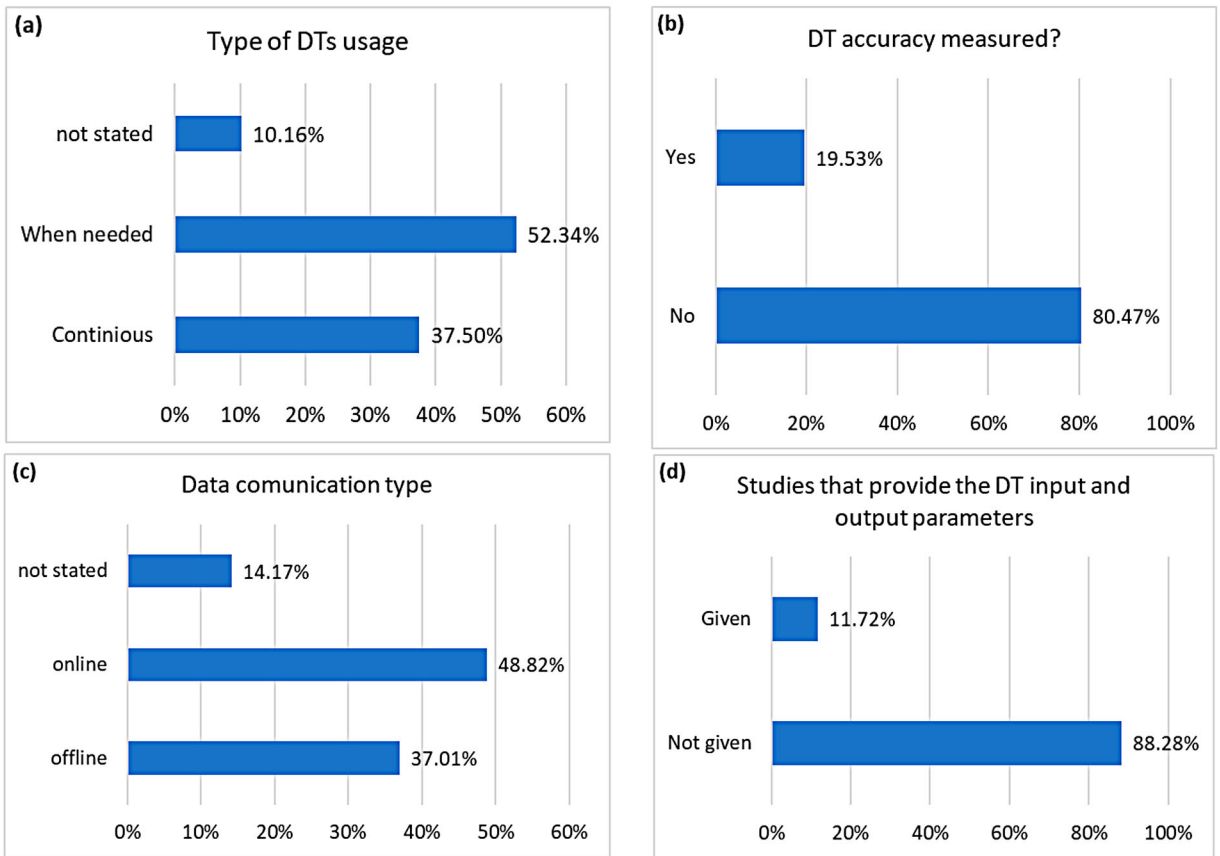 (a)
Type of DTs usage
not stated
10.16%
When needed
52.34%
Continious
37.50%
0% 10% 20% 30% 40% 50% 60%
(b)
DT accuracy measured?
Yes
19.53%
No
80.47%
0% 20% 40% 60% 80% 100%
(c)
Data comunication type
not stated
14.17%
online
48.82%
offline
37.01%
0% 10% 20% 30% 40% 50% 60%
(d)
Studies that provide the DT input and
output parameters
Given
11.72%
Not given
88.28%
0% 20% 40% 60% 80% 100%